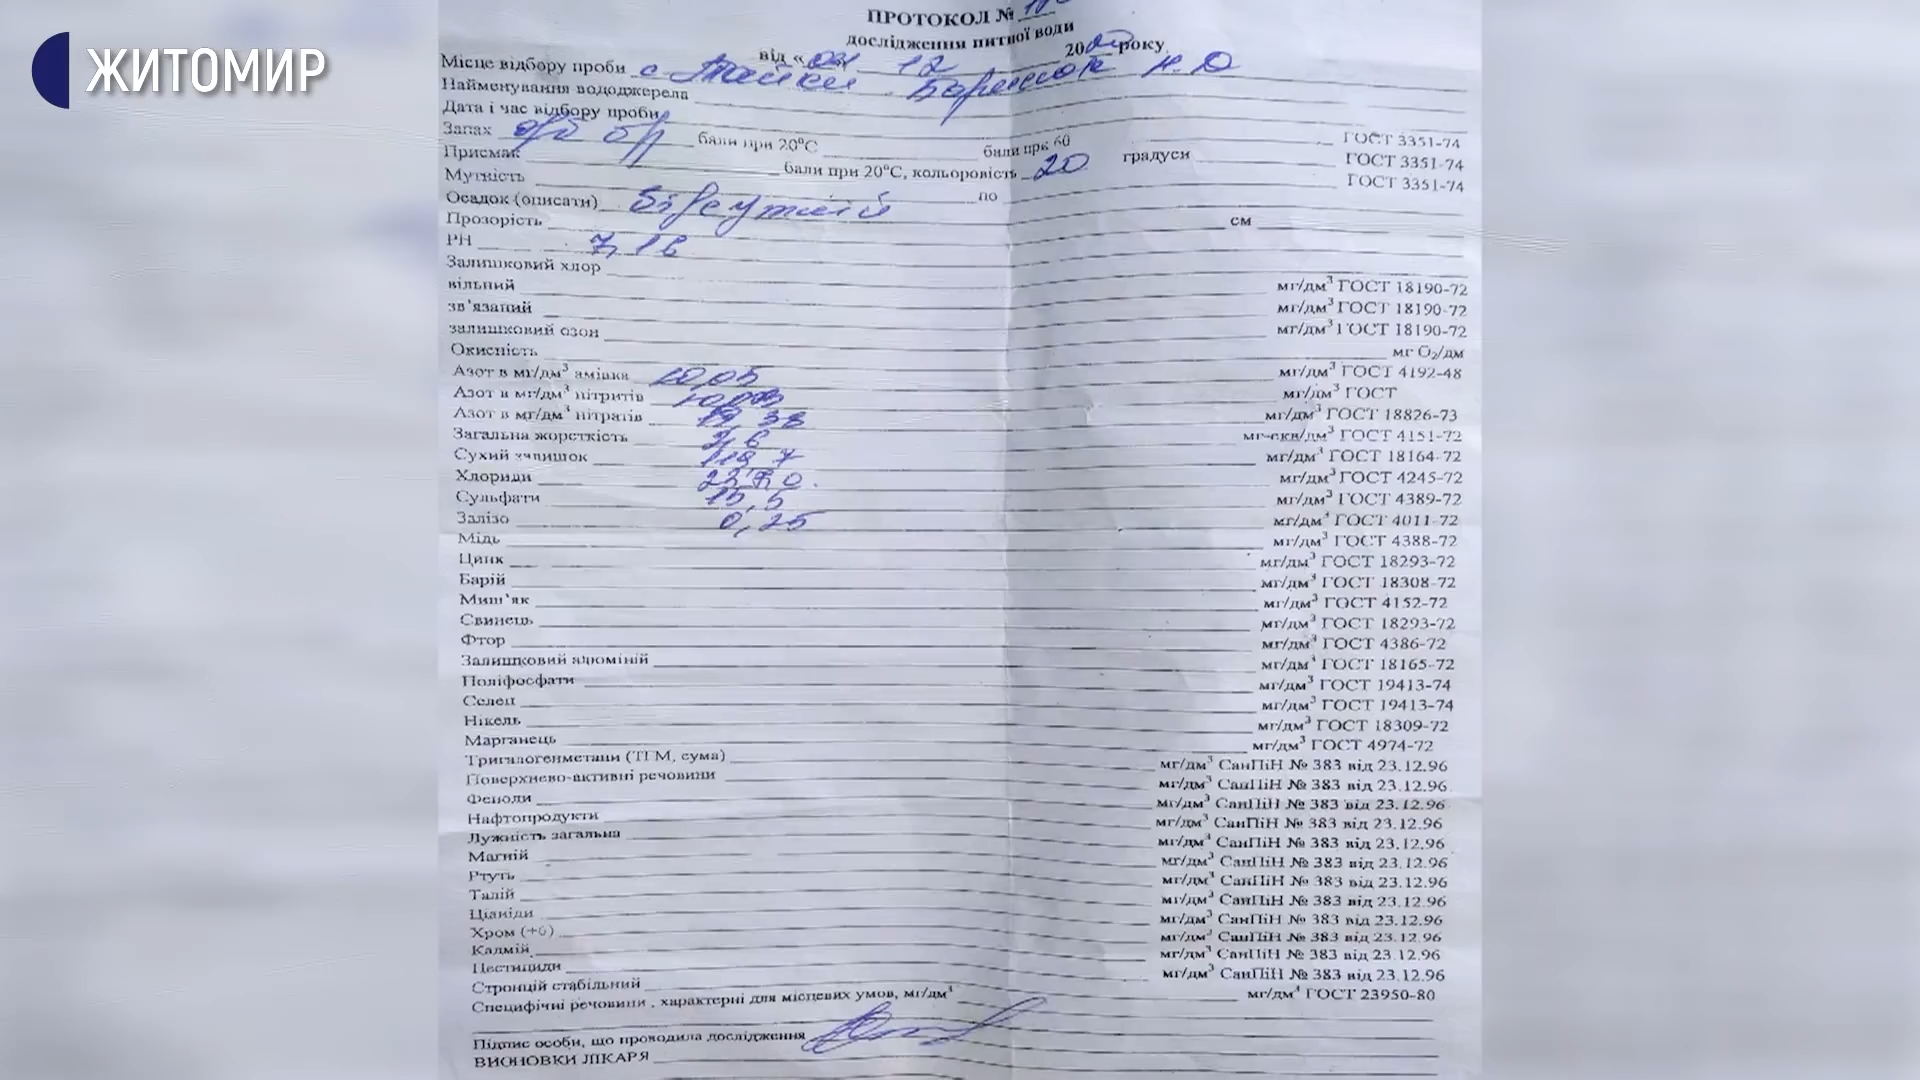 ЖИТОМИР
ПРОТОКОЛ №
дослідження питної води
від « 04 » 12 20 року
Місце відбору проби с
Найменування вододжерела
Дата і час відбору проби
Запах бали при 20°С бали при 60 ГОСТ 3351-74
Присмак бали при 20°С, кольоровість 20 градуси ГОСТ 3351-74
Мутність ГОСТ 3351-74
Осадок (описати) Відсутній по
Прозорість см
РН 7,16
Залишковий хлор
вільний мг/дм³ ГОСТ 18190-72
зв'язаний мг/дм³ ГОСТ 18190-72
залишковий озон мг/дм³ ГОСТ 18190-72
Окисність мг О₂/дм
Азот в мг/дм³ аміака мг/дм³ ГОСТ 4192-48
Азот в мг/дм³ нітритів мг/дм³ ГОСТ
Азот в мг/дм³ нітратів мг/дм³ ГОСТ 18826-73
Загальна жорсткість мг-екв/дм³ ГОСТ 4151-72
Сухий залишок мг/дм³ ГОСТ 18164-72
Хлориди мг/дм³ ГОСТ 4245-72
Сульфати 15,5 мг/дм³ ГОСТ 4389-72
Залізо 0,25 мг/дм³ ГОСТ 4011-72
Мідь мг/дм³ ГОСТ 4388-72
Цинк мг/дм³ ГОСТ 18293-72
Барій мг/дм³ ГОСТ 18308-72
Миш'як мг/дм³ ГОСТ 4152-72
Свинець мг/дм³ ГОСТ 18293-72
Фтор мг/дм³ ГОСТ 4386-72
Залишковий алюміній мг/дм³ ГОСТ 18165-72
Поліфосфати мг/дм³ ГОСТ 19413-74
Селен мг/дм³ ГОСТ 19413-74
Нікель мг/дм³ ГОСТ 18309-72
Марганець мг/дм³ ГОСТ 4974-72
Тригалогенметани (ТГМ, сума) мг/дм³ СанПіН № 383 від 23.12.96
Поверхнево-активні речовини мг/дм³ СанПіН № 383 від 23.12.96
Феноли мг/дм³ СанПіН № 383 від 23.12.96
Нафтопродукти мг/дм³ СанПіН № 383 від 23.12.96
Лужність загальна мг/дм³ СанПіН № 383 від 23.12.96
Магній мг/дм³ СанПіН № 383 від 23.12.96
Ртуть мг/дм³ СанПіН № 383 від 23.12.96
Талій мг/дм³ СанПіН № 383 від 23.12.96
Ціаніди мг/дм³ СанПіН № 383 від 23.12.96
Хром (+6) мг/дм³ СанПіН № 383 від 23.12.96
Кадмій мг/дм³ СанПіН № 383 від 23.12.96
Пестициди мг/дм³ СанПіН № 383 від 23.12.96
Стронцій стабільний мг/дм³ ГОСТ 23950-80
Специфічні речовини , характерні для місцевих умов, мг/дм³
Підпис особи, що проводила дослідження
ВИСНОВКИ ЛІКАРЯ